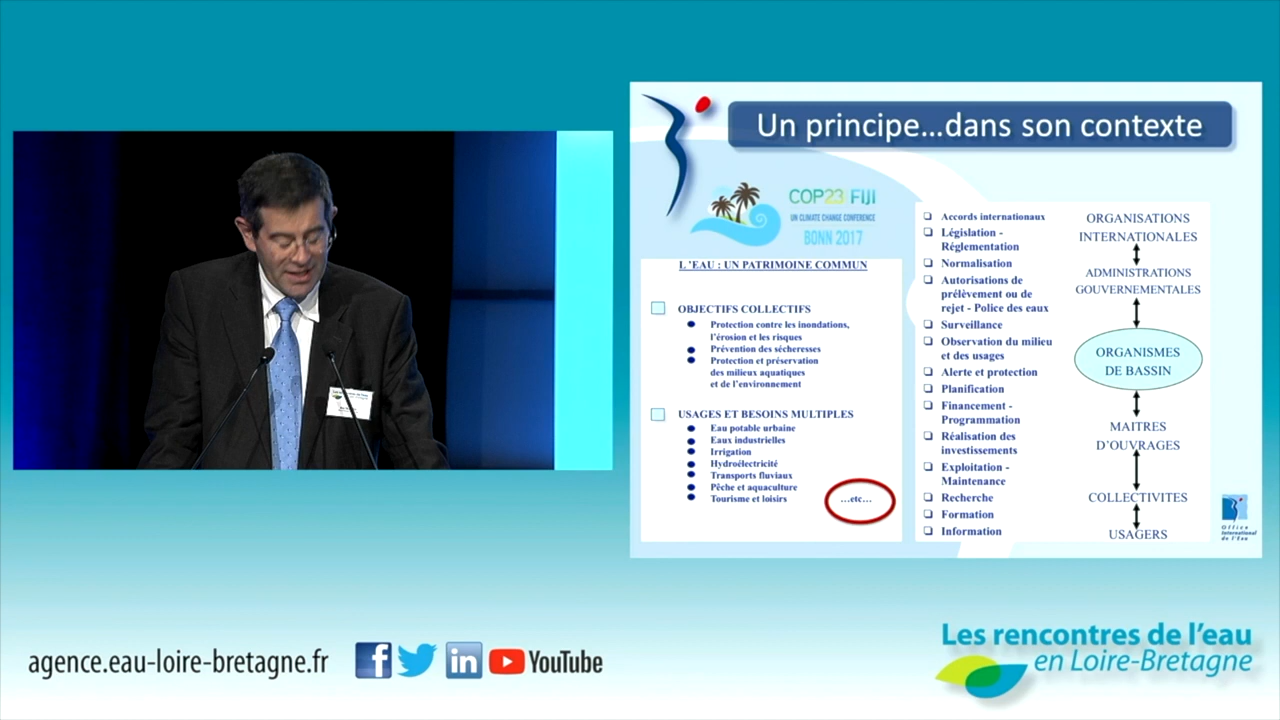 Un principe...dans son contexte
COP23 FIJI
UN CLIMATE CHANGE CONFERENCE
BONN 2017
L'EAU : UN PATRIMOINE COMMUN
OBJECTIFS COLLECTIFS
Protection contre les inondations,
l'érosion et les risques
Prévention des sécheresses
Protection et préservation
des milieux aquatiques
et de l'environnement
USAGES ET BESOINS MULTIPLES
Eau potable urbaine
Eaux industrielles
Irrigation
Hydroélectricité
Transports fluviaux
Pêche et aquaculture
Tourisme et loisirs
...etc...
Accords internationaux
Législation -
Réglementation
Normalisation
Autorisations de
prélèvement ou de
rejet - Police des eaux
Surveillance
Observation du milieu
et des usages
Alerte et protection
Planification
Financement -
Programmation
Réalisation des
investissements
Exploitation -
Maintenance
Recherche
Formation
Information
ORGANISATIONS
INTERNATIONALES
ADMINISTRATIONS
GOUVERNEMENTALES
ORGANISMES
DE BASSIN
MAITRES
D'OUVRAGES
COLLECTIVITES
USAGERS
Office
International
de l'Eau
agence.eau-loire-bretagne.fr
f
in
YouTube
Les rencontres de l'eau
en Loire-Bretagne